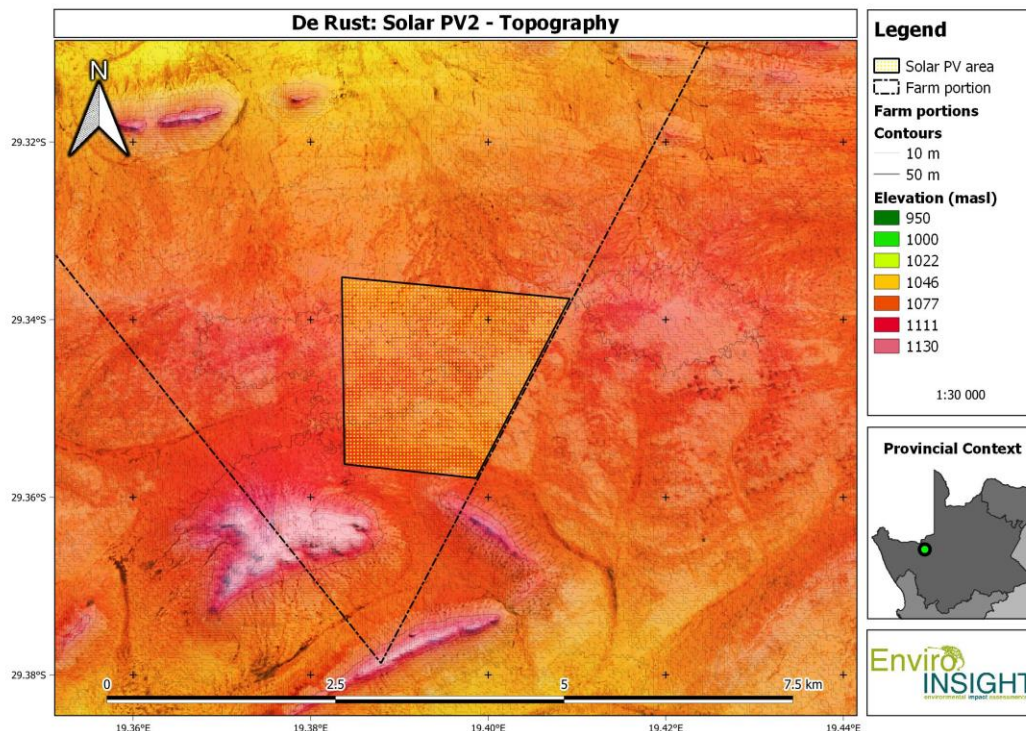 De Rust: Solar PV2 - Topography
N
29.32°S
29.34°S
29.36°S
29.38°S
0 2.5 5 7.5 km
19.36°E 19.38°E 19.40°E 19.42°E 19.44°E
Legend
Solar PV area
Farm portion
Farm portions
Contours
10 m
50 m
Elevation (masl)
950
1000
1022
1046
1077
1111
1130
1:30 000
Provincial Context
Enviro
INSIGHT
environmental impact assessments